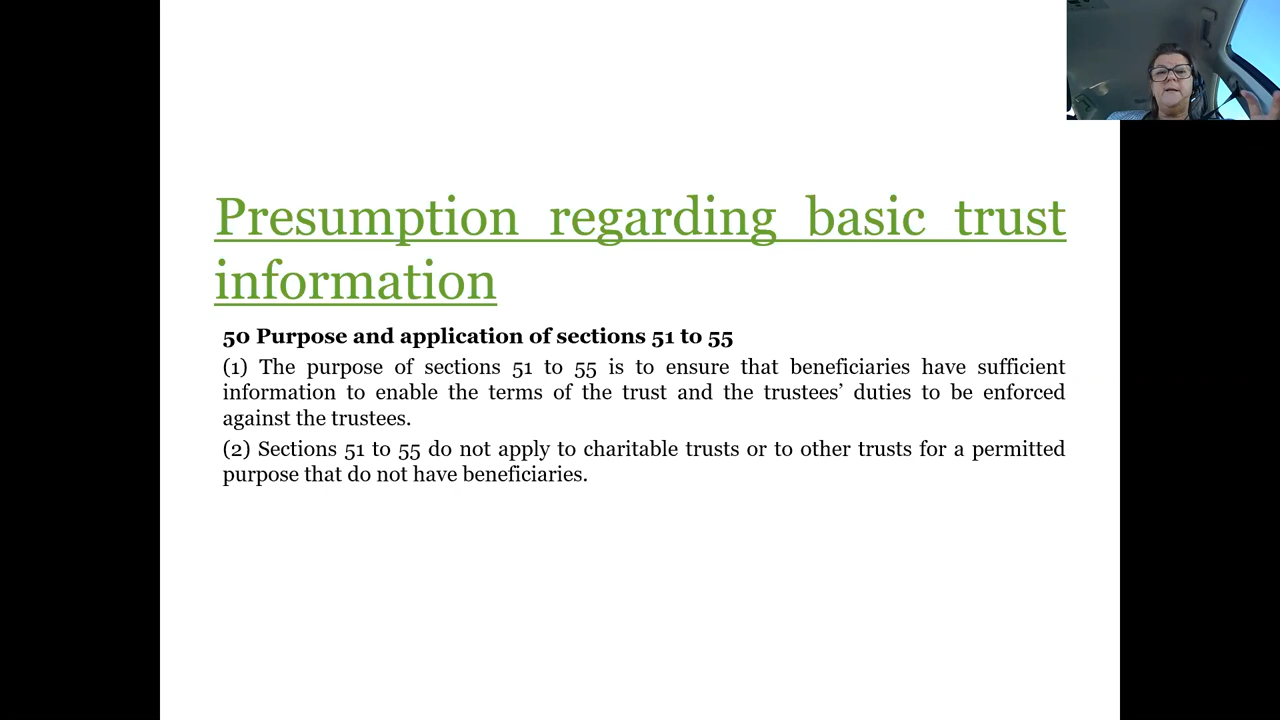 Presumption regarding basic trust
information
50 Purpose and application of sections 51 to 55
(1) The purpose of sections 51 to 55 is to ensure that beneficiaries have sufficient
information to enable the terms of the trust and the trustees’ duties to be enforced
against the trustees.
(2) Sections 51 to 55 do not apply to charitable trusts or to other trusts for a permitted
purpose that do not have beneficiaries.